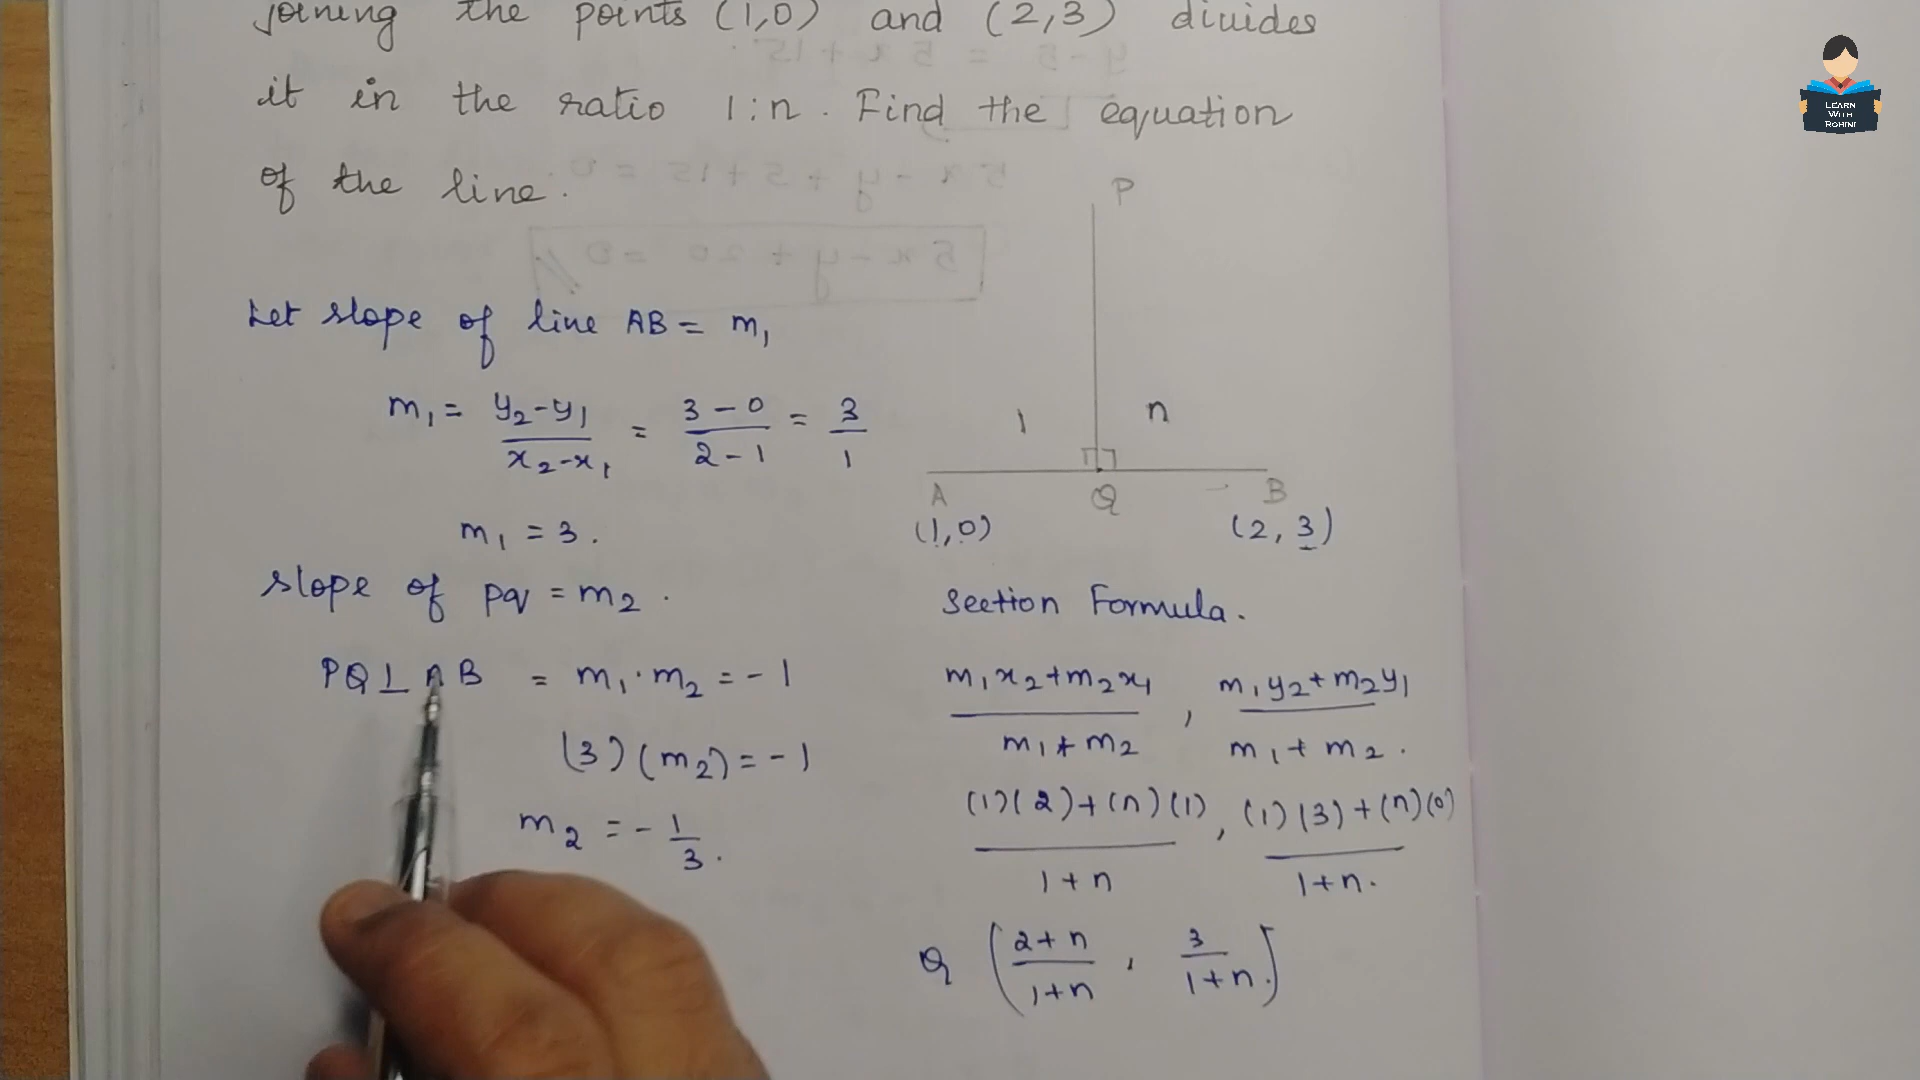 joining the points (1,0) and (2,3) divides
it in the ratio 1:n. Find the equation
of the line.
Let slope of line AB = m₁
m₁ = y₂-y₁ / x₂-x₁ = 3-0 / 2-1 = 3/1
m₁ = 3.
slope of pq = m₂.
PQ ⊥ AB = m₁·m₂ = -1
(3)(m₂) = -1
m₂ = -1/3.
P
1 n
A Q B
(1,0) (2,3)
Section Formula.
m₁x₂+m₂x₁ / m₁+m₂ , m₁y₂+m₂y₁ / m₁+m₂.
(1)(2)+(n)(1) / 1+n , (1)(3)+(n)(0) / 1+n.
Q (2+n / 1+n , 3 / 1+n.)
LEARN
WITH
ROHINI